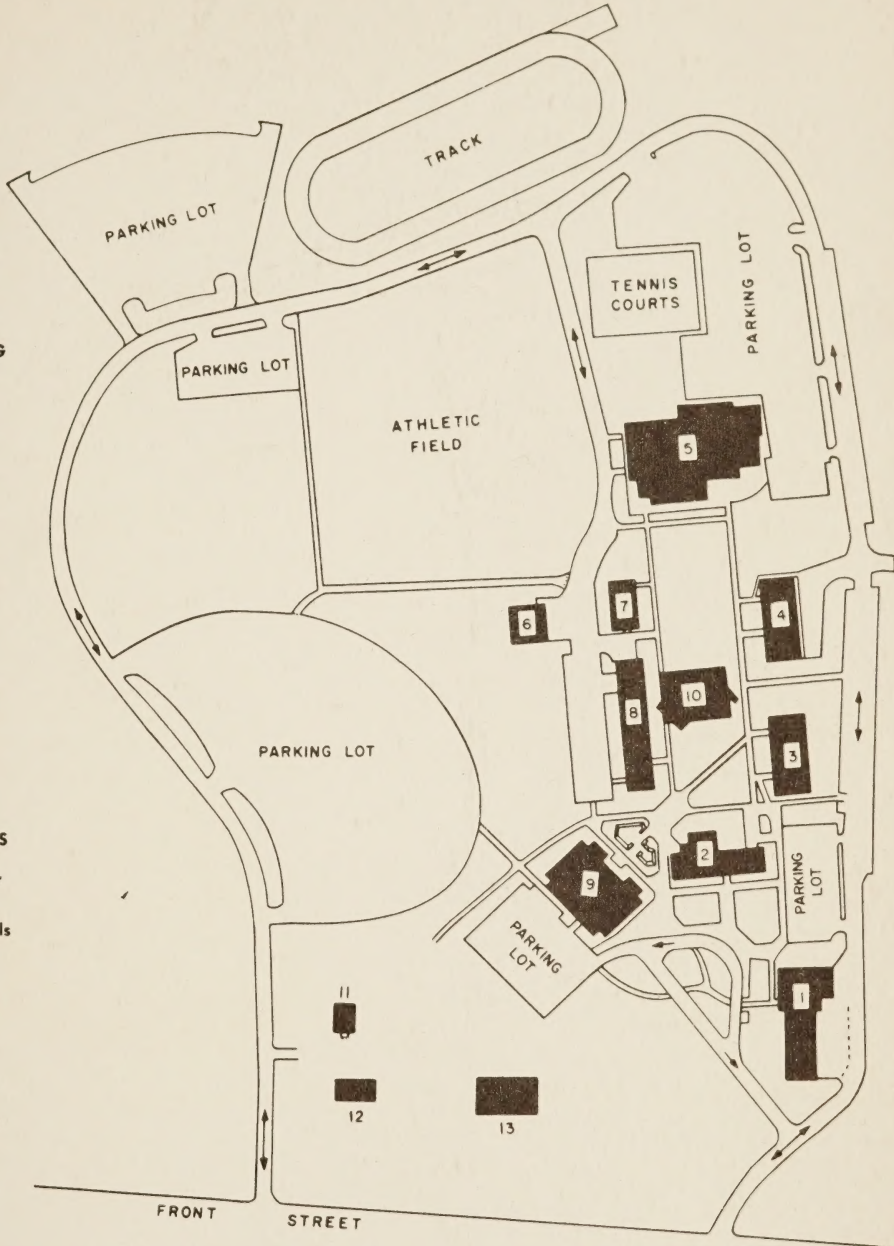 TRACK
PARKING LOT
TENNIS
COURTS
PARKING LOT
G
PARKING LOT
ATHLETIC
FIELD
5
7
6
4
10
8
3
PARKING LOT
2
S
9
PARKING
LOT
ls
PARKING
LOT
1
11
12
13
FRONT STREET